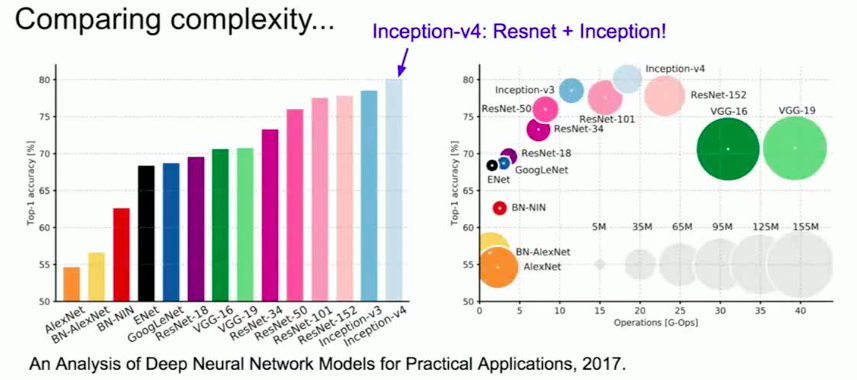 Comparing complexity...
Inception-v4: Resnet + Inception!
Top-1 accuracy [%]
80
75
70
65
60
55
50
AlexNet
BN-AlexNet
BN-NIN
ENet
GoogLeNet
ResNet-18
VGG-16
VGG-19
ResNet-34
ResNet-50
ResNet-101
ResNet-152
Inception-v3
Inception-v4
Top-1 accuracy [%]
80
75
70
65
60
55
50
Inception-v4
Inception-v3
ResNet-152
ResNet-50
VGG-16
VGG-19
ResNet-101
ResNet-34
ResNet-18
GoogLeNet
ENet
BN-NIN
5M
35M
65M
95M
125M
155M
BN-AlexNet
AlexNet
0
5
10
15
20
25
30
35
40
Operations [G-Ops]
An Analysis of Deep Neural Network Models for Practical Applications, 2017.